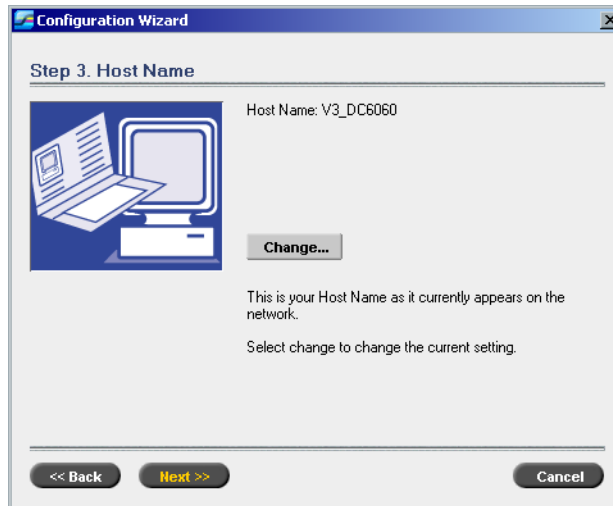 Configuration Wizard
Step 3. Host Name
Host Name: V3_DC6060
Change...
This is your Host Name as it currently appears on the
network.
Select change to change the current setting.
<< Back
Next >>
Cancel